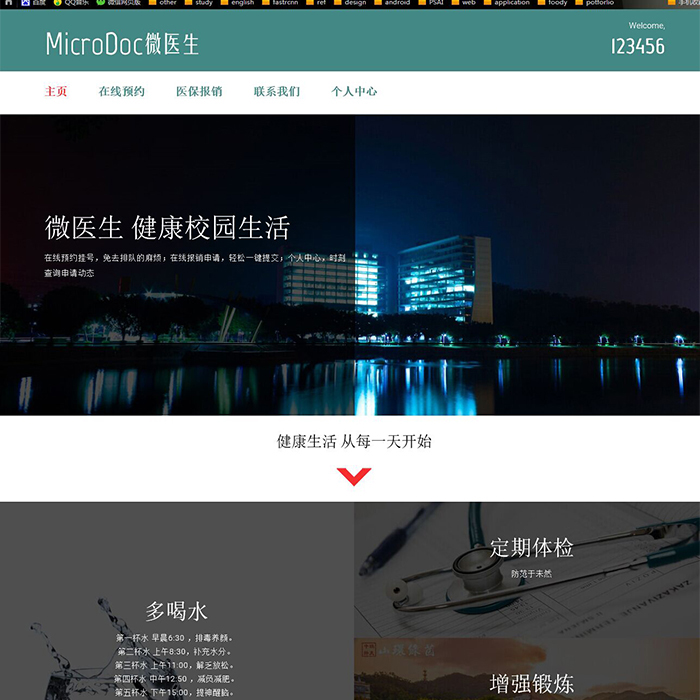 百度
QQ音乐
微信网页版
other
study
english
fastrcnn
ref
design
android
PSAI
web
application
foody
potforlio
手机收
MicroDoc微医生
Welcome,
123456
主页
在线预约
医保报销
联系我们
个人中心
微医生 健康校园生活
在线预约挂号，免去排队的麻烦；在线报销申请，轻松一键提交；个人中心，时刻
查询申请动态
健康生活 从每一天开始
定期体检
防范于未然
多喝水
第一杯水 早晨6:30 ，排毒养颜。
第二杯水 上午8:30，补充水分。
第三杯水 上午11:00，解乏放松。
第四杯水 中午12:50 ，减负减肥。
第五杯水 下午15:00，提神醒脑。
增强锻炼